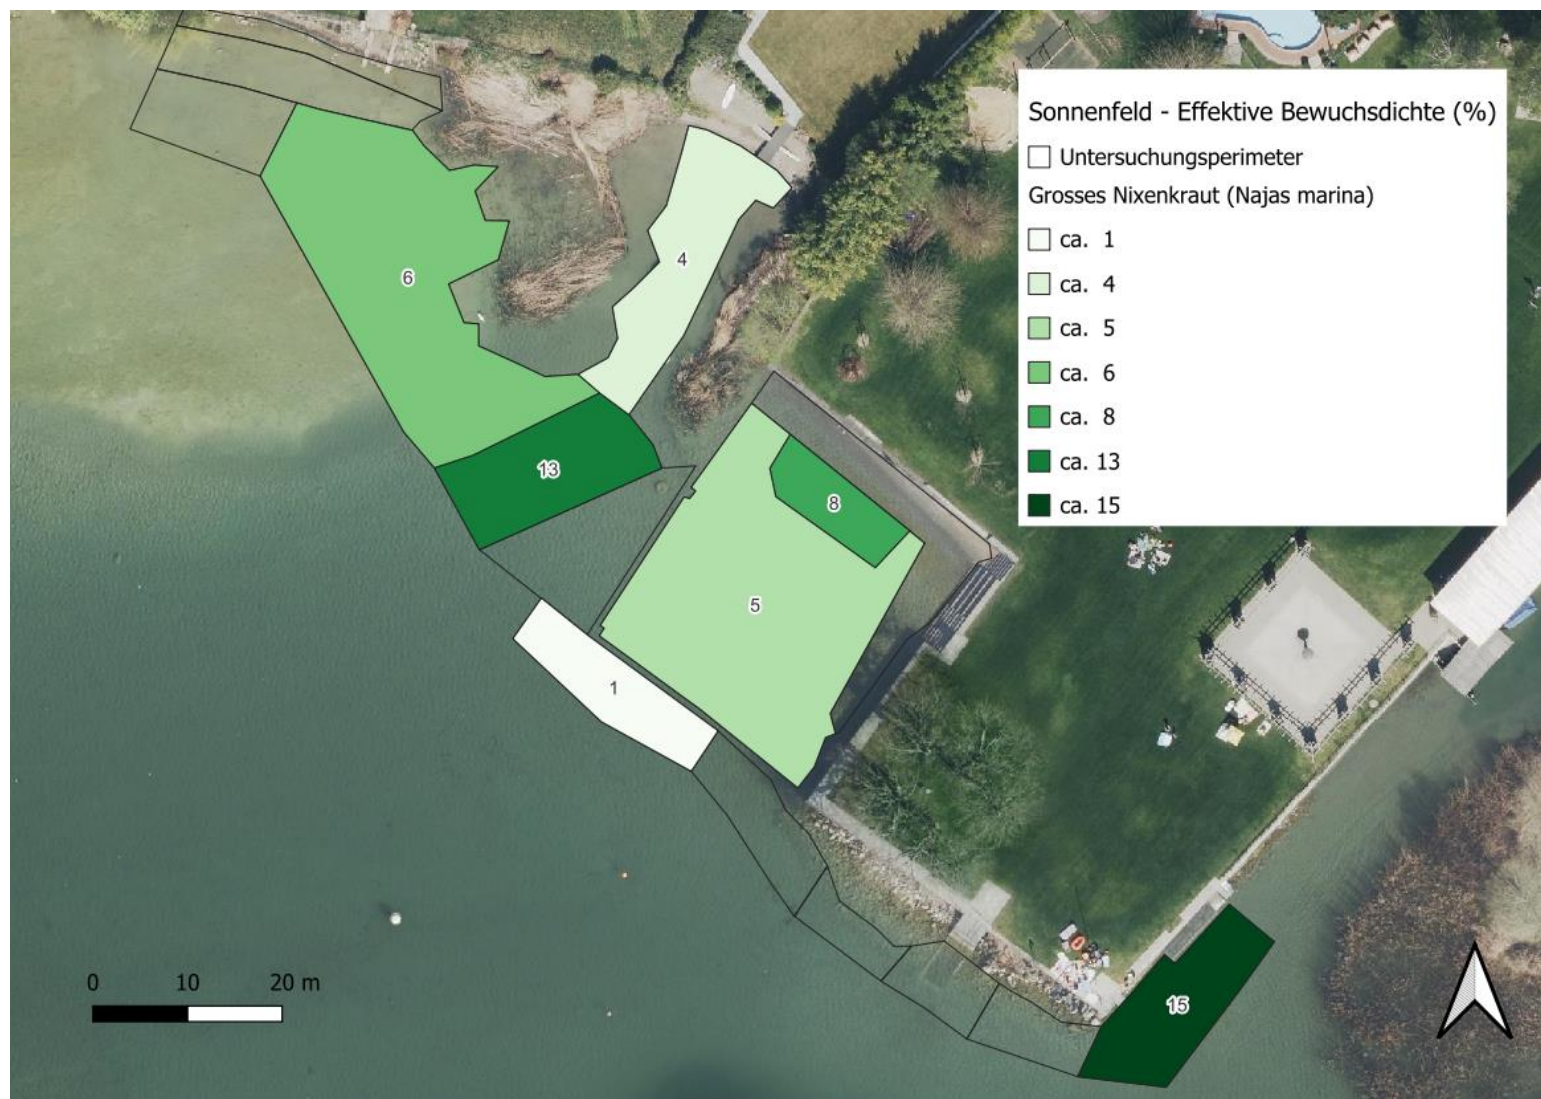 Sonnenfeld - Effektive Bewuchsdichte (%)
Untersuchungsperimeter
Grosses Nixenkraut (Najas marina)
ca. 1
ca. 4
ca. 5
ca. 6
ca. 8
ca. 13
ca. 15
4
6
13
8
5
1
15
0 10 20 m